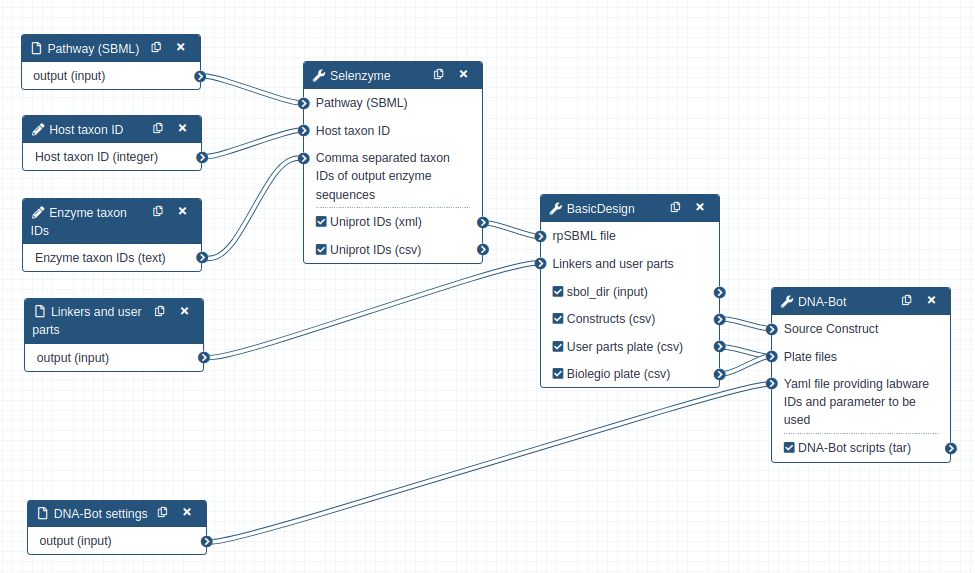 Pathway (SBML)
output (input)
Host taxon ID
Host taxon ID (integer)
Enzyme taxon
IDs
Enzyme taxon IDs (text)
Linkers and user
parts
output (input)
DNA-Bot settings
output (input)
Selenzyme
Pathway (SBML)
Host taxon ID
Comma separated taxon
IDs of output enzyme
sequences
Uniprot IDs (xml)
Uniprot IDs (csv)
BasicDesign
rpSBML file
Linkers and user parts
sbol_dir (input)
Constructs (csv)
User parts plate (csv)
Biolegio plate (csv)
DNA-Bot
Source Construct
Plate files
Yaml file providing labware
IDs and parameter to be
used
DNA-Bot scripts (tar)